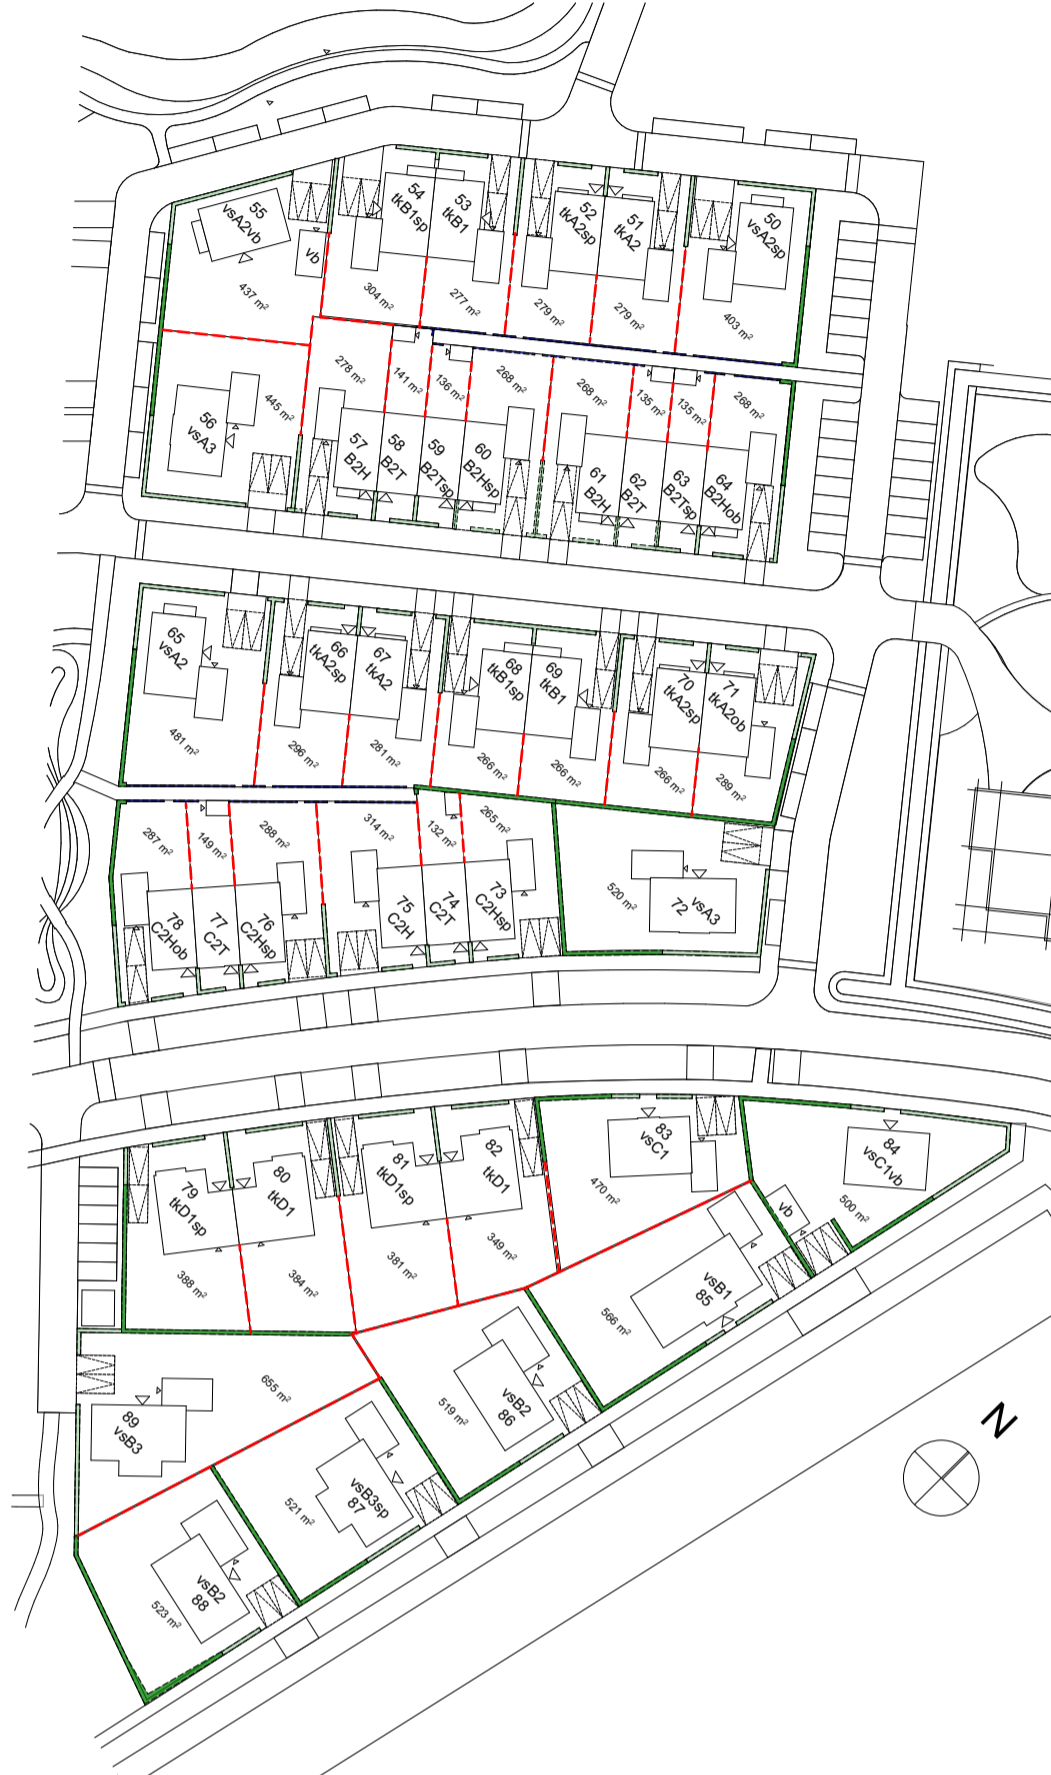 55
vsA2vb
vb
437 m²
54
tkB1sp
304 m²
53
tkB1
277 m²
52
tkA2sp
279 m²
51
tkA2
279 m²
50
vsA2sp
403 m²
56
vsA3
445 m²
278 m²
57
B2H
141 m²
58
B2T
136 m²
59
B2Tsp
268 m²
60
B2Hsp
268 m²
61
B2H
135 m²
62
B2T
135 m²
63
B2Tsp
268 m²
64
B2Hob
65
vsA2
481 m²
66
tkA2sp
296 m²
67
tkA2
281 m²
68
tkB1sp
266 m²
69
tkB1
266 m²
70
tkA2sp
266 m²
71
tkA2ob
289 m²
287 m²
78
C2Hob
149 m²
77
C2T
288 m²
76
C2Hsp
314 m²
75
C2H
132 m²
74
C2T
265 m²
73
C2Hsp
520 m²
72 vsA3
79
tkD1sp
388 m²
80
tkD1
384 m²
81
tkD1sp
381 m²
82
tkD1
349 m²
83
vsC1
470 m²
84
vsC1vb
vb
500 m²
vsB1
85
566 m²
vsB2
86
519 m²
655 m²
89
vsB3
vsB3sp
87
521 m²
vsB2
88
523 m²
N